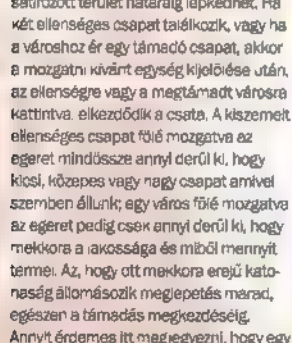 satírozott terület határáig lépkedhet. Ha
két ellenséges csapat találkozik, vagy ha
a városhoz ér egy támadó csapat, akkor
a mozgatni kívánt egység kijelölése után,
az ellenségre vagy a megtámadt városra
kattintva, elkezdődik a csata. A kiszemelt
ellenséges csapat fölé mozgatva az
egeret mindössze annyi derül ki, hogy
kicsi, közepes vagy nagy csapat amivel
szemben állunk; egy város fölé mozgatva
az egeret pedig csak annyi derül ki, hogy
mekkora a lakossága és miből mennyit
termel. Az, hogy ott mekkora erejű kato-
naság állomásozik meglepetés marad,
egészen a támadás megkezdéséig.
Annyit érdemes itt megjegyezni, hogy egy